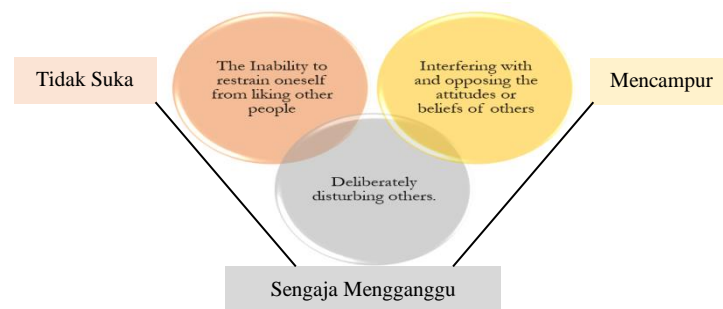 Tidak Suka
The Inability to
restrain oneself
from liking other
people
Interfering with
and opposing the
attitudes or
beliefs of others
Mencampur
Deliberately
disturbing others.
Sengaja Mengganggu